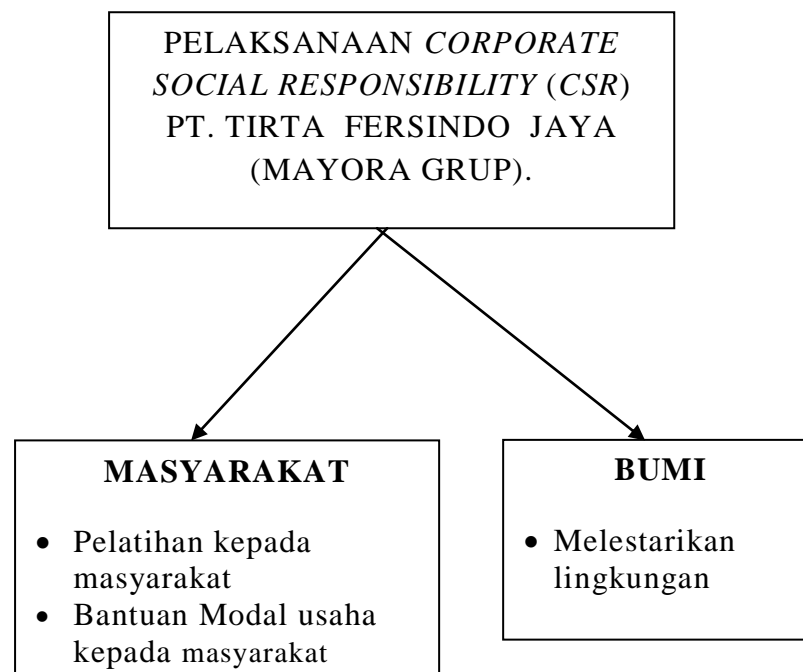 PELAKSANAAN CORPORATE
SOCIAL RESPONSIBILITY (CSR)
PT. TIRTA FERSINDO JAYA
(MAYORA GRUP).
MASYARAKAT
• Pelatihan kepada
masyarakat
• Bantuan Modal usaha
kepada masyarakat
BUMI
• Melestarikan
lingkungan